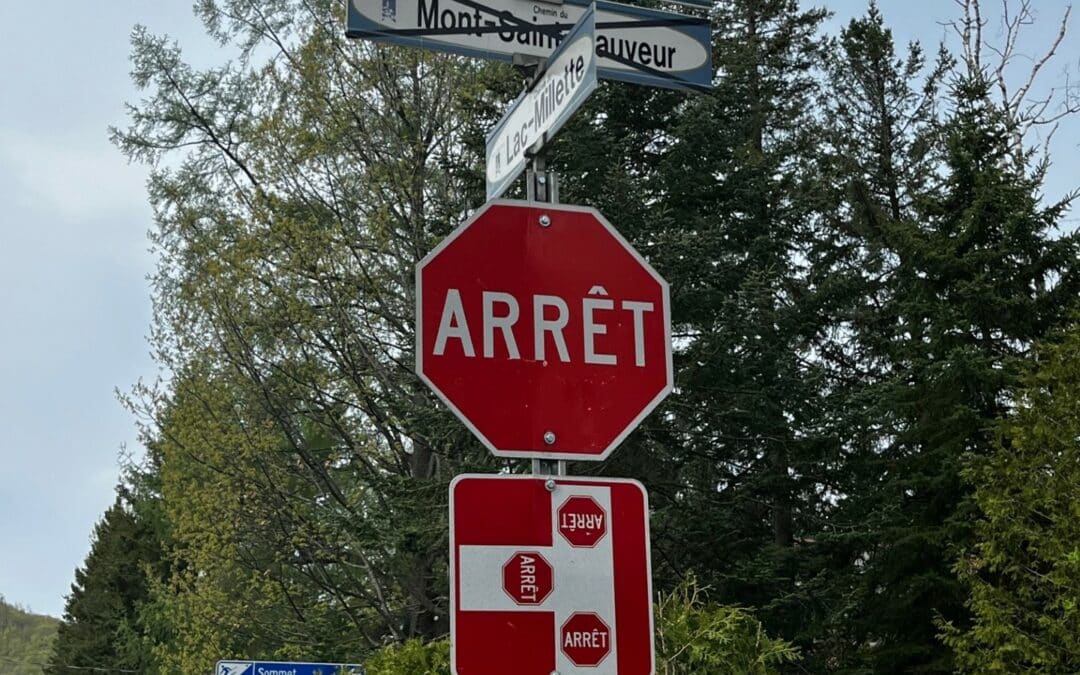 Chemin du
Mont-Saint-Sauveur
Lac-Millette
ARRÊT
ARRÊT
ARRÊT
ARRÊT
Sommet